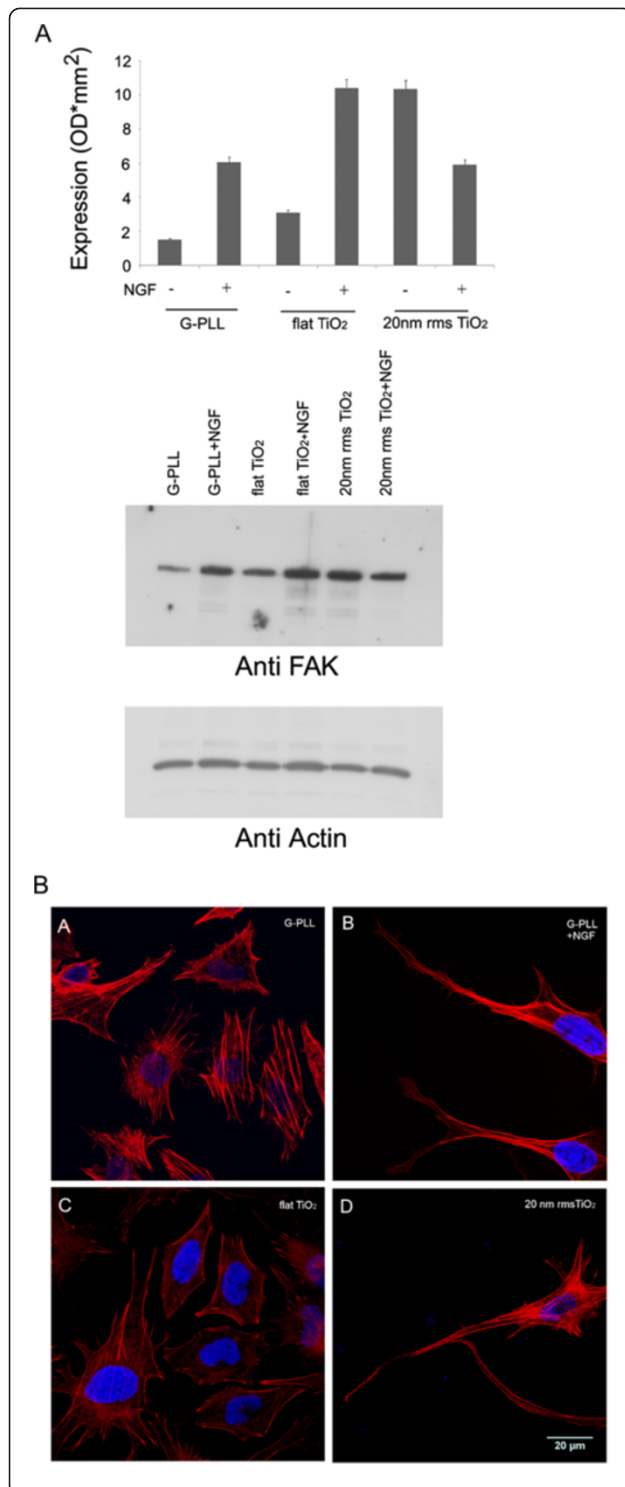 A
Expression (OD*mm²)
12
10
8
6
4
2
0
NGF - + - + - +
G-PLL flat TiO₂ 20nm rms TiO₂
G-PLL
G-PLL+NGF
flat TiO₂
flat TiO₂+NGF
20nm rms TiO₂
20nm rms TiO₂+NGF
Anti FAK
Anti Actin
B
A
G-PLL
B
G-PLL
+NGF
C
flat TiO₂
D
20 nm rmsTiO₂
20 µm